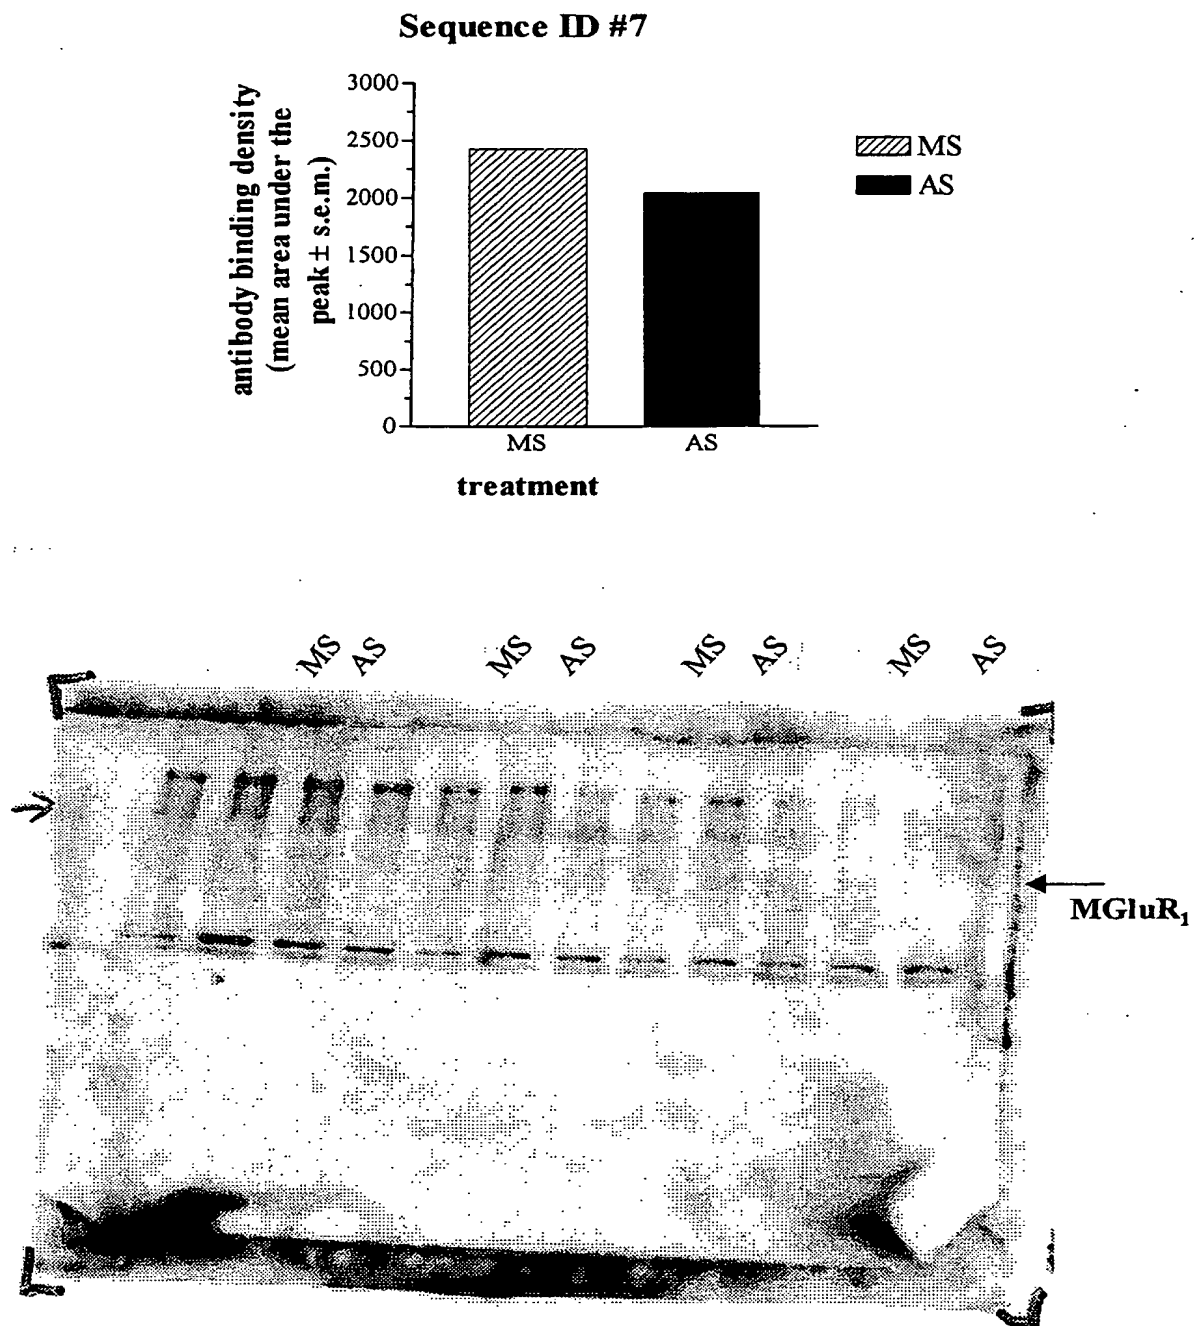 Sequence ID #7
antibody binding density
(mean area under the
peak ± s.e.m.)
3000
2500
2000
1500
1000
500
0
MS
AS
MS
AS
treatment
MS AS MS AS MS AS MS AS
MGluR1